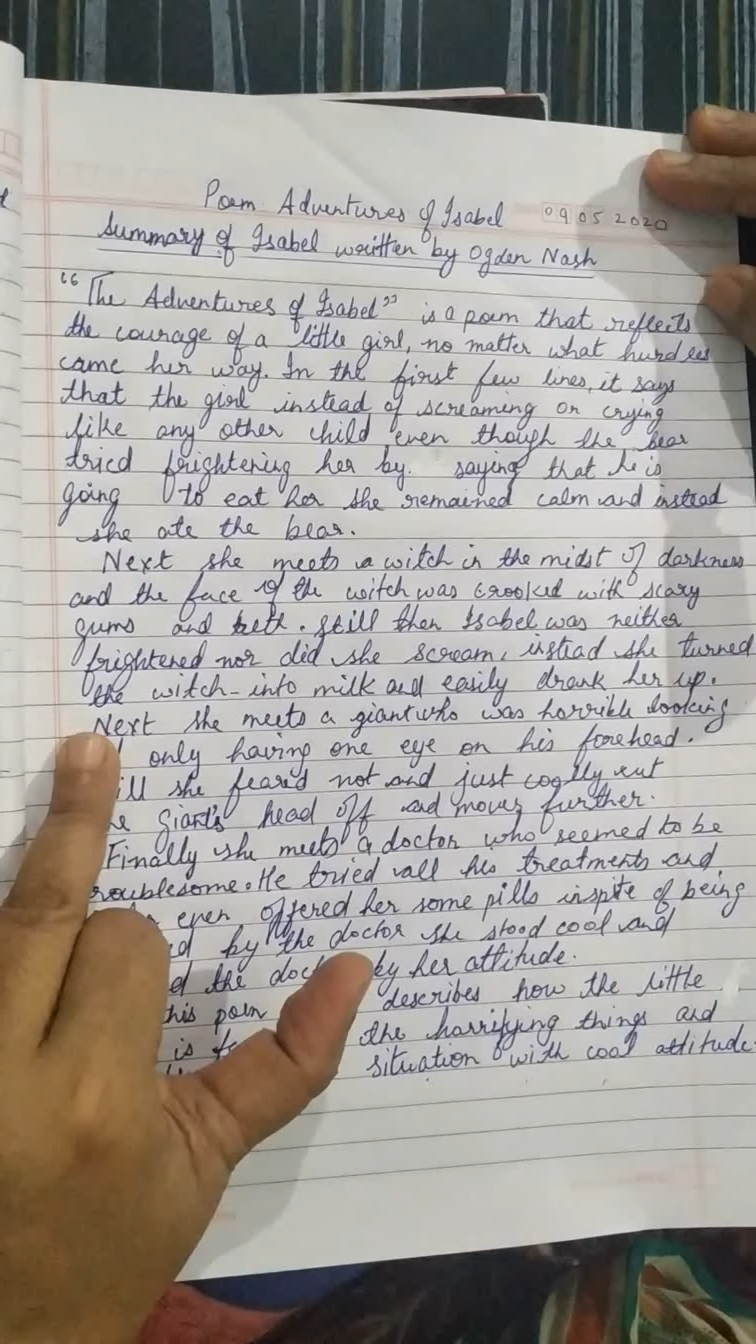 Poem Adventures of Isabel
09 05 2020
Summary of Isabel written by Ogden Nash
"The Adventures of Isabel" is a poem that reflects
the courage of a little girl, no matter what hurdles
came her way. In the first few lines, it says
that the girl instead of screaming or crying
like any other child even though the bear
tried frightening her by saying that he is
going to eat her she remained calm and instead
she ate the bear.
Next she meets a witch in the midst of darkness
and the face of the witch was crooked with scary
gums and teeth. Still then Isabel was neither
frightened nor did she scream, instead she turned
the witch into milk and easily drank her up.
Next she meets a giant who was horrible looking
only having one eye on his forehead.
she feared not and just coolly cut
giant's head off and moves further.
Finally she meets a doctor who seemed to be
roublesome. He tried all his treatments and
even offered her some pills inspite of being
by the doctor she stood cool and
the doc by her attitude.
his poem describes how the little
is the horrifying things and
situation with cool attitude.